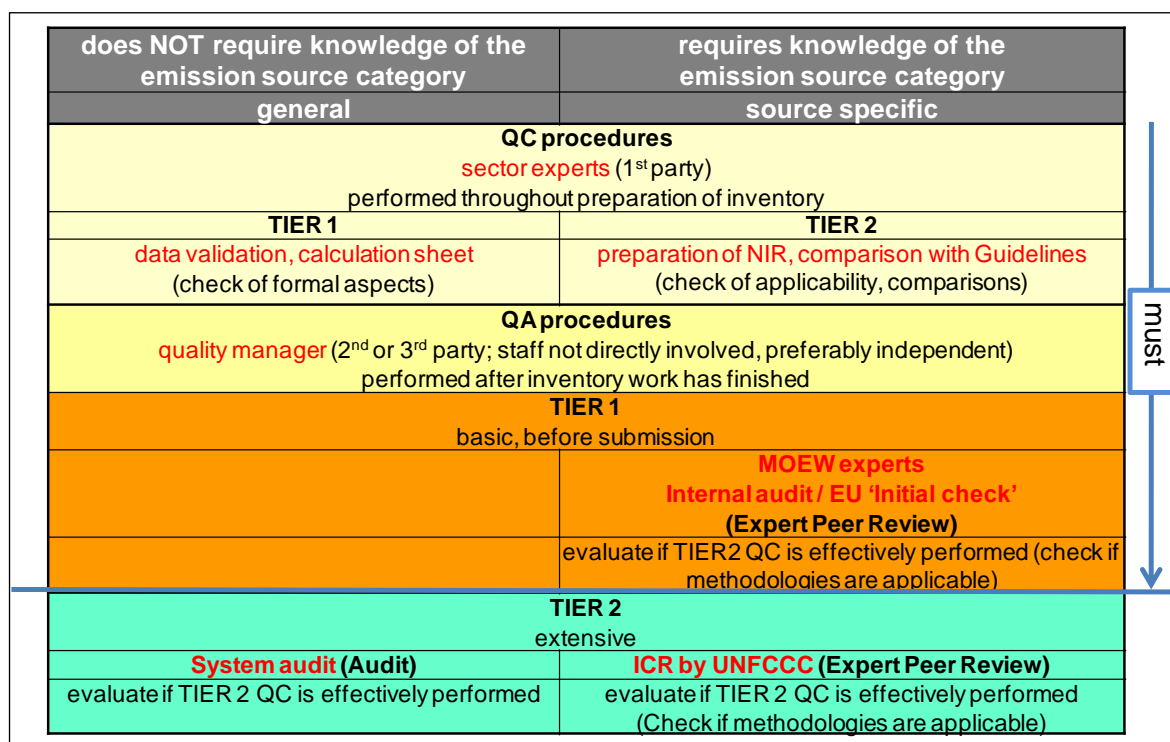 does NOT require knowledge of the
emission source category
requires knowledge of the
emission source category
general
source specific
QC procedures
sector experts (1st party)
performed throughout preparation of inventory
TIER 1
TIER 2
data validation, calculation sheet
(check of formal aspects)
preparation of NIR, comparison with Guidelines
(check of applicability, comparisons)
QA procedures
quality manager (2nd or 3rd party; staff not directly involved, preferably independent)
performed after inventory work has finished
TIER 1
basic, before submission
MOEW experts
Internal audit / EU ‘Initial check’
(Expert Peer Review)
evaluate if TIER2 QC is effectively performed (check if
methodologies are applicable)
must
TIER 2
extensive
System audit (Audit)
evaluate if TIER 2 QC is effectively performed
ICR by UNFCCC (Expert Peer Review)
evaluate if TIER 2 QC is effectively performed
(Check if methodologies are applicable)